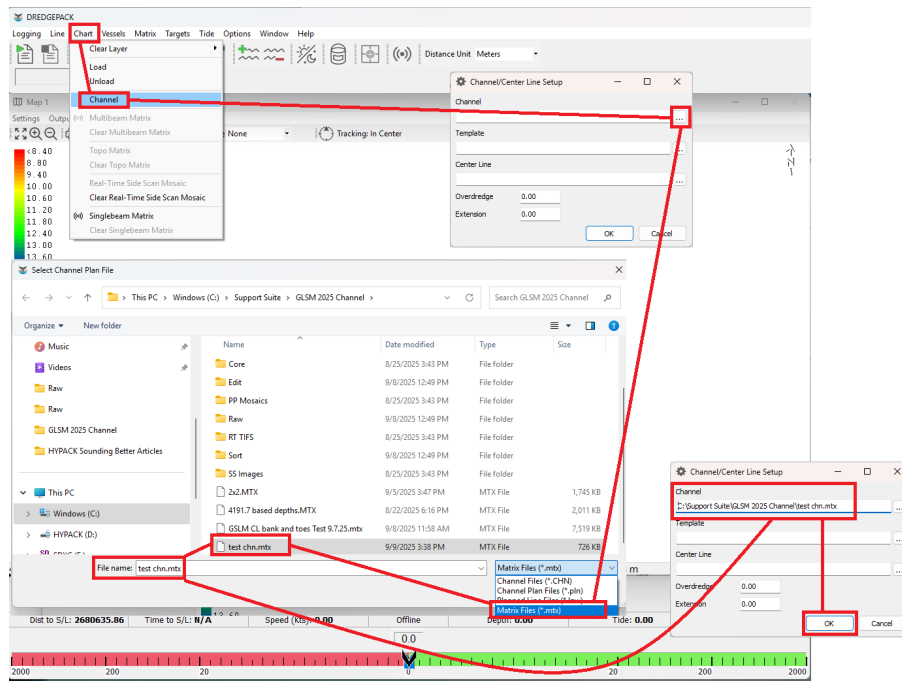 DREDGEPACK
Logging Line Chart Vessels Matrix Targets Tide Options Window Help
Distance Unit Meters
Clear Layer
Load
Unload
Channel
Multibeam Matrix
Clear Multibeam Matrix
Topo Matrix
Clear Topo Matrix
Real-Time Side Scan Mosaic
Clear Real-Time Side Scan Mosaic
Singlebeam Matrix
Clear Singlebeam Matrix
Map 1
Settings
None
Tracking: In Center
N
<8.40
8.80
9.40
10.00
10.60
11.20
11.80
12.40
13.00
13.60
Channel/Center Line Setup
Channel
...
Template
...
Center Line
...
Overdredge 0.00
Extension 0.00
OK Cancel
Select Channel Plan File
This PC > Windows (C:) > Support Suite > GLSM 2025 Channel >
Search GLSM 2025 Channel
Organize New folder
Music
Videos
Raw
Raw
GLSM 2025 Channel
HYPACK Sounding Better Articles
This PC
Windows (C:)
HYPACK (D:)
Name Date modified Type Size
Core 8/25/2025 3:43 PM File folder
Edit 9/8/2025 12:49 PM File folder
PP Mosaics 8/25/2025 3:43 PM File folder
Raw 9/8/2025 12:49 PM File folder
RT TIFS 8/25/2025 3:43 PM File folder
Sort 9/8/2025 12:49 PM File folder
SS Images 8/25/2025 3:43 PM File folder
2x2.MTX 9/5/2025 3:47 PM MTX File 1,745 KB
4191.7 based depths.MTX 8/22/2025 6:16 PM MTX File 2,011 KB
GSLM CL bank and toes Test 9.7.25.mtx 9/8/2025 11:58 AM MTX File 7,519 KB
test chn.mtx 9/9/2025 3:38 PM MTX File 726 KB
File name: test chn.mtx
Matrix Files (*.mtx)
Channel Files (*.CHN)
Channel Plan Files (*.pln)
Matrix Files (*.mtx)
m
Channel/Center Line Setup
Channel
C:\Support Suite\GLSM 2025 Channel\test chn.mtx
...
Template
...
Center Line
...
Overdredge 0.00
Extension 0.00
OK Cancel
13.60
Dist to S/L: 2680635.86 Time to S/L: N/A Speed (Kts): 0.00 Offline Depth: 0.00 Tide: 0.00
0.0
2000 200 20 0 20 200 2000